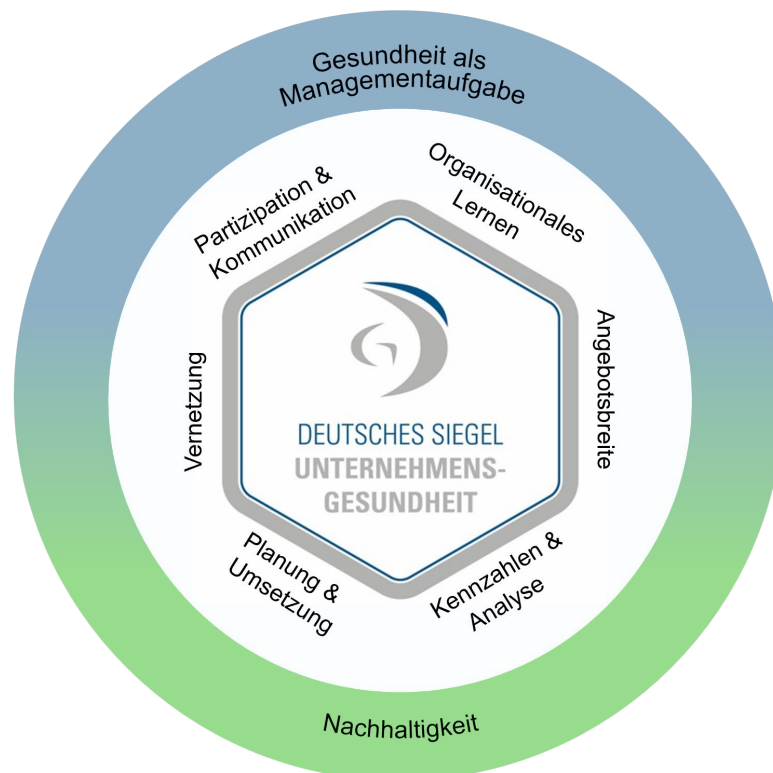 Gesundheit als
Managementaufgabe
Partizipation &
Kommunikation
Organisationales
Lernen
Vernetzung
Angebotsbreite
DEUTSCHES SIEGEL
UNTERNEHMENS-
GESUNDHEIT
Planung &
Umsetzung
Kennzahlen &
Analyse
Nachhaltigkeit